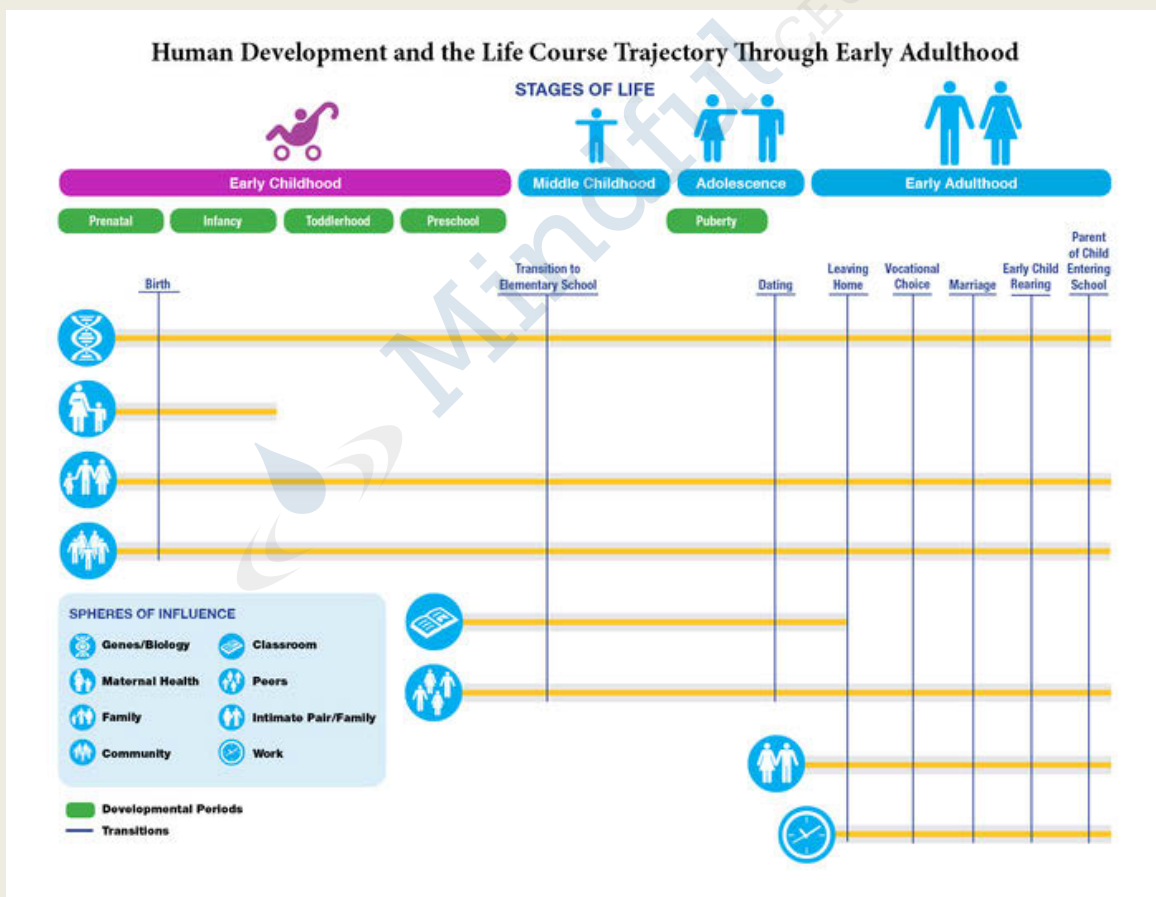 Human Development and the Life Course Trajectory Through Early Adulthood
STAGES OF LIFE
Early Childhood
Middle Childhood
Adolescence
Early Adulthood
Prenatal
Infancy
Toddlerhood
Preschool
Puberty
Birth
Transition to
Elementary School
Dating
Leaving
Home
Vocational
Choice
Marriage
Early Child
Rearing
Parent
of Child
Entering
School
SPHERES OF INFLUENCE
Genes/Biology
Classroom
Maternal Health
Peers
Family
Intimate Pair/Family
Community
Work
Developmental Periods
Transitions
Mindful